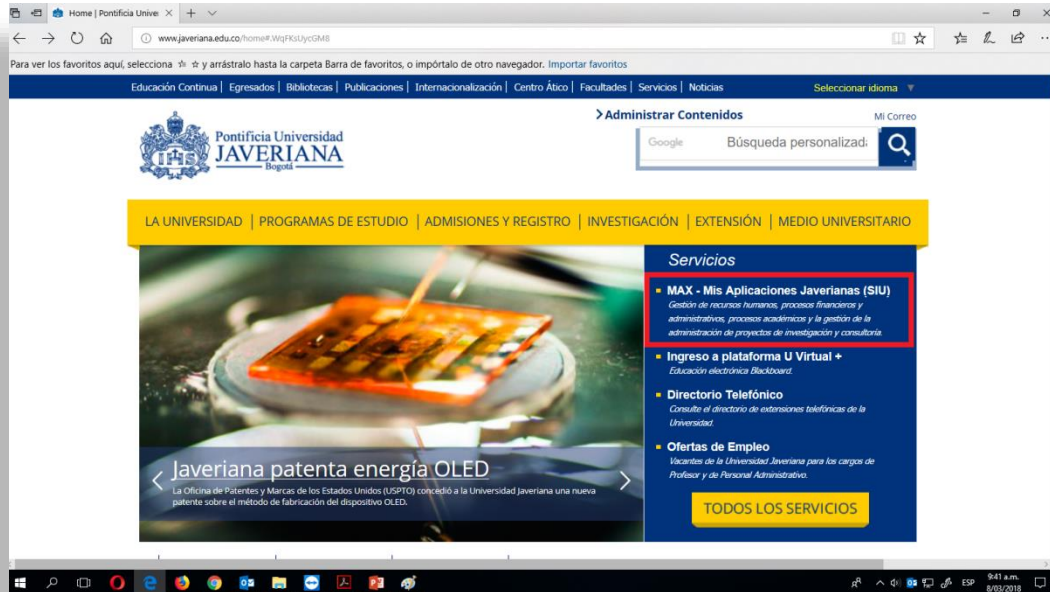 Home | Pontificia Univer
www.javeriana.edu.co/home#.WqFKsUycGM8
Para ver los favoritos aquí, selecciona y arrástralo hasta la carpeta Barra de favoritos, o impórtalo de otro navegador. Importar favoritos
Educación Continua | Egresados | Bibliotecas | Publicaciones | Internacionalización | Centro Ático | Facultades | Servicios | Noticias
Seleccionar idioma
Administrar Contenidos
Mi Correo
Pontificia Universidad
JAVERIANA
Bogotá
Google Búsqueda personalizad
LA UNIVERSIDAD | PROGRAMAS DE ESTUDIO | ADMISIONES Y REGISTRO | INVESTIGACIÓN | EXTENSIÓN | MEDIO UNIVERSITARIO
Servicios
MAX - Mis Aplicaciones Javerianas (SIU)
Gestión de recursos humanos, procesos financieros y
administrativos, procesos académicos y la gestión de la
administración de proyectos de investigación y consultoría.
Ingreso a plataforma U Virtual +
Educación electrónica Blackboard.
Directorio Telefónico
Consulte el directorio de extensiones telefónicas de la
Universidad.
Ofertas de Empleo
Vacantes de la Universidad Javeriana para los cargos de
Profesor y de Personal Administrativo.
TODOS LOS SERVICIOS
Javeriana patenta energía OLED
La Oficina de Patentes y Marcas de los Estados Unidos (USPTO) concedió a la Universidad Javeriana una nueva
patente sobre el método de fabricación del dispositivo OLED.
ESP
9:41 a.m.
8/03/2018